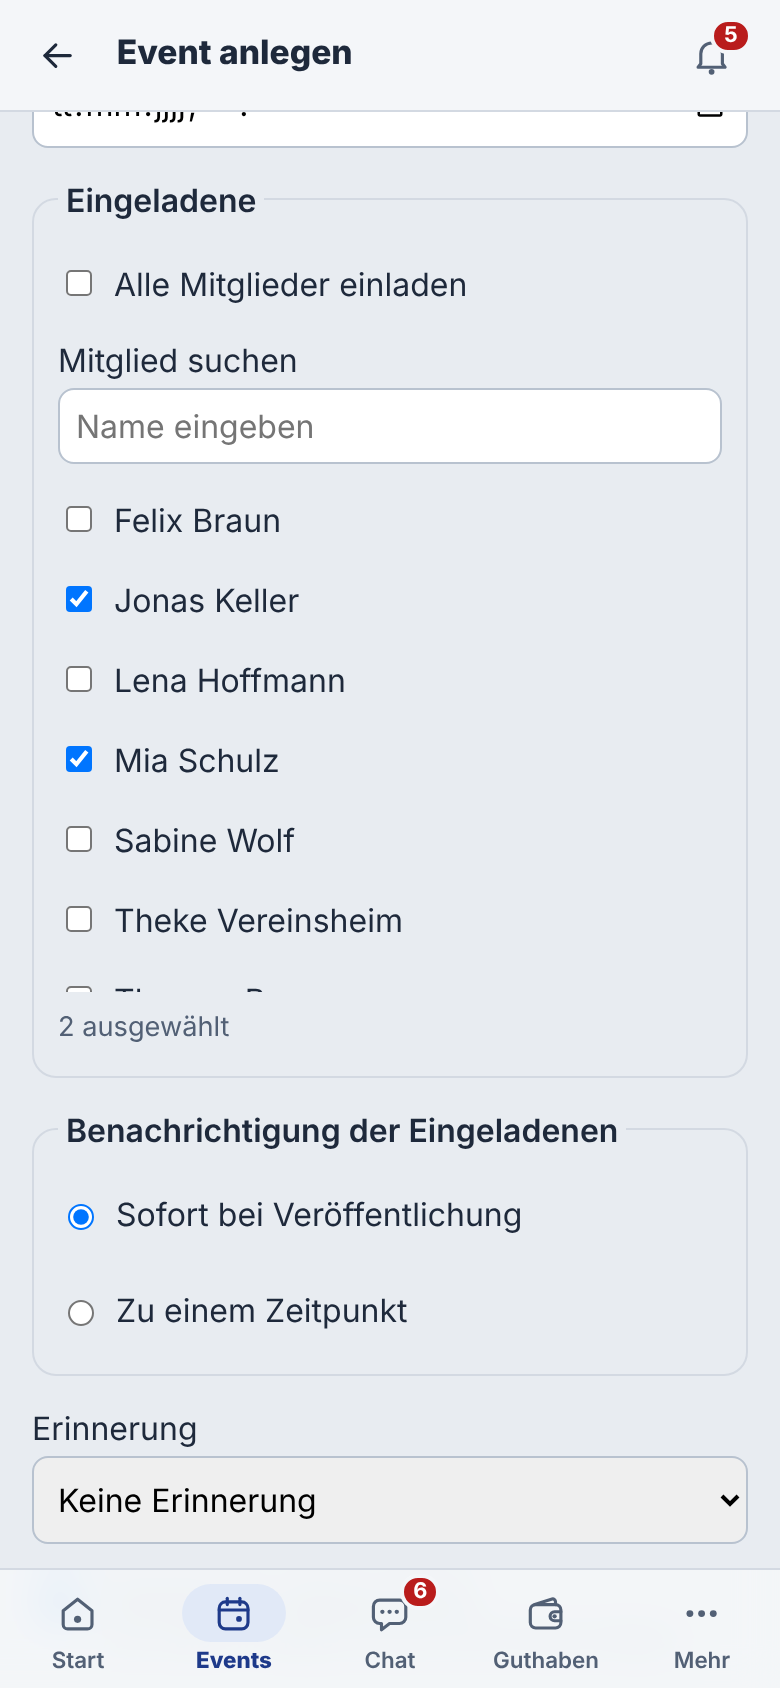 Event anlegen
5
Eingeladene
Alle Mitglieder einladen
Mitglied suchen
Name eingeben
Felix Braun
Jonas Keller
Lena Hoffmann
Mia Schulz
Sabine Wolf
Theke Vereinsheim
2 ausgewählt
Benachrichtigung der Eingeladenen
Sofort bei Veröffentlichung
Zu einem Zeitpunkt
Erinnerung
Keine Erinnerung
6
Start
Events
Chat
Guthaben
Mehr